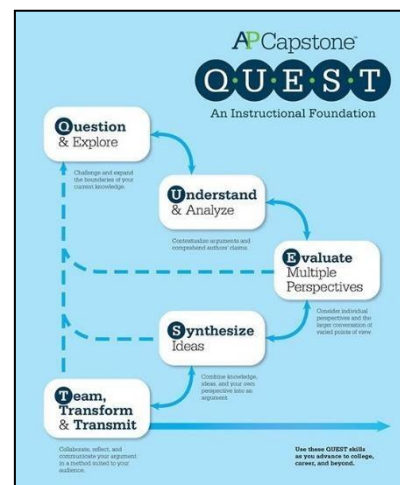 AP Capstone™
Q·U·E·S·T
An Instructional Foundation
Question
& Explore
Challenge and expand
the boundaries of your
current knowledge.
Understand
& Analyze
Contextualize arguments and
comprehend authors' claims.
Evaluate
Multiple
Perspectives
Consider individual
perspectives and the
larger conversation of
varied points of view.
Synthesize
Ideas
Combine knowledge,
ideas, and your own
perspective into an
argument.
Team,
Transform
& Transmit
Collaborate, reflect, and
communicate your argument
in a method suited to your
audience.
Use these QUEST skills
as you advance to college,
career, and beyond.